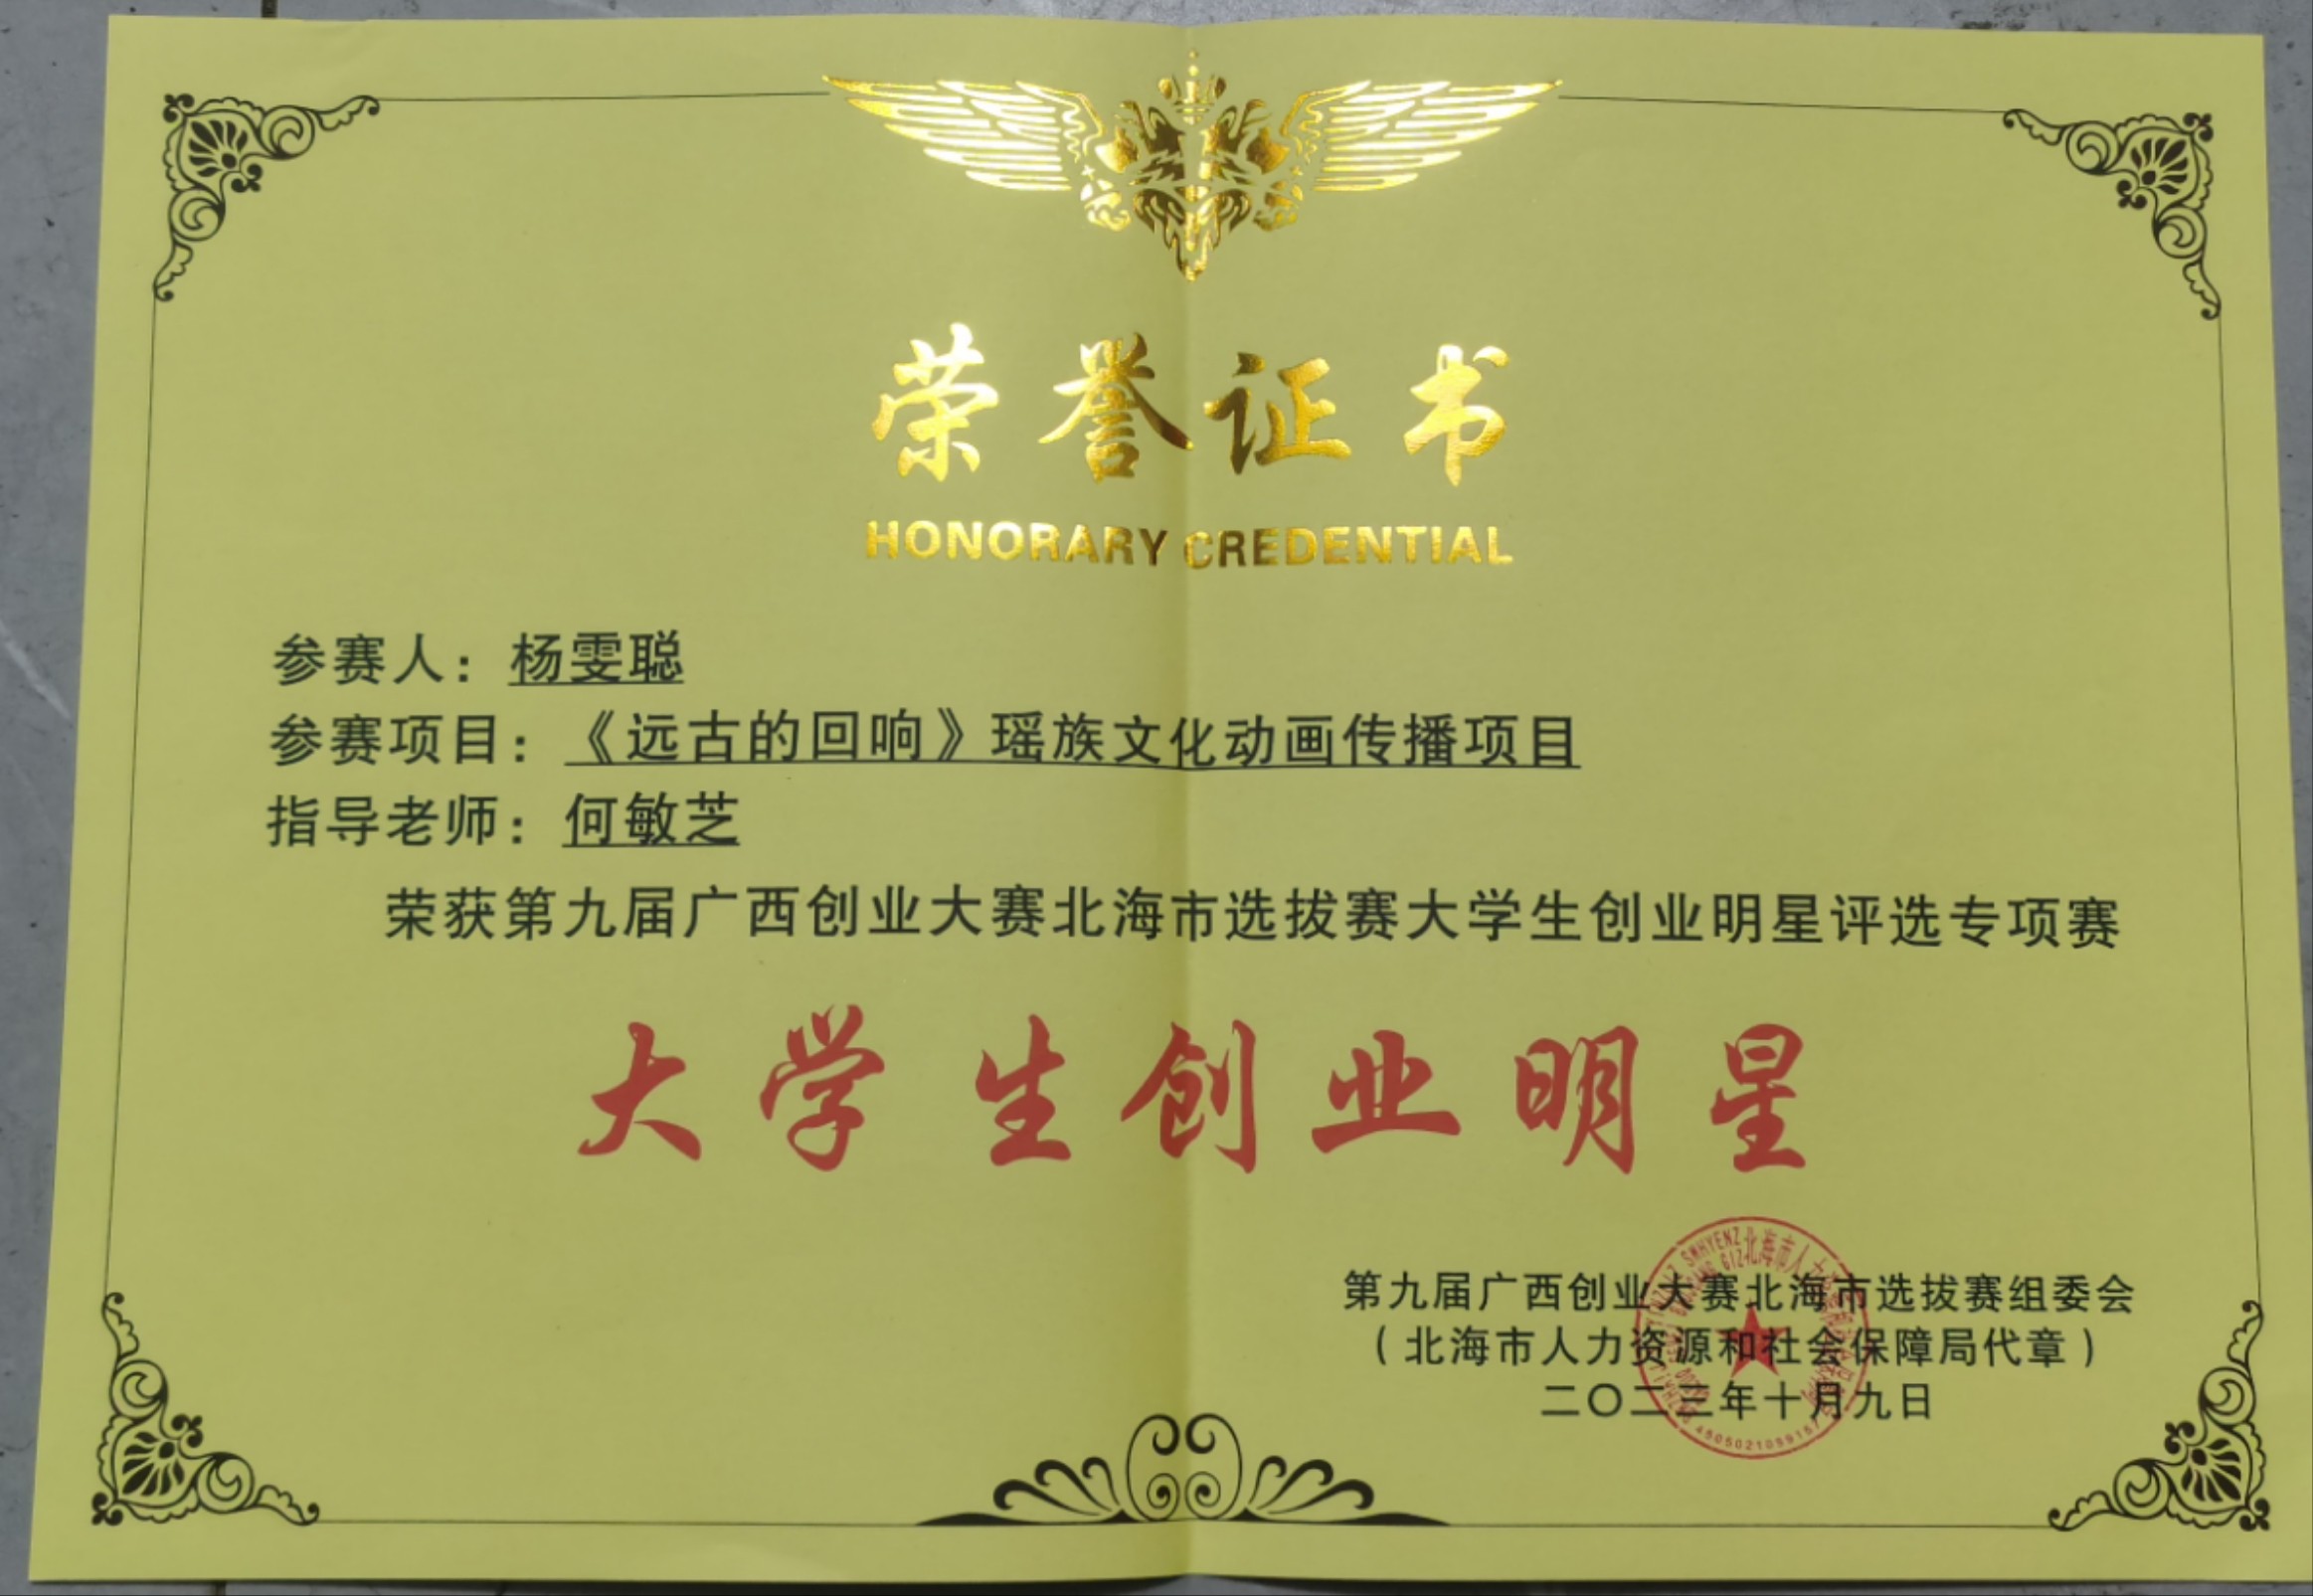 荣誉证书
HONORARY CREDENTIAL
参赛人：杨雯聪
参赛项目：《远古的回响》瑶族文化动画传播项目
指导老师：何敏芝
荣获第九届广西创业大赛北海市选拔赛大学生创业明星评选专项赛
大学生创业明星
第九届广西创业大赛北海市选拔赛组委会
（北海市人力资源和社会保障局代章）
二〇二三年十月九日